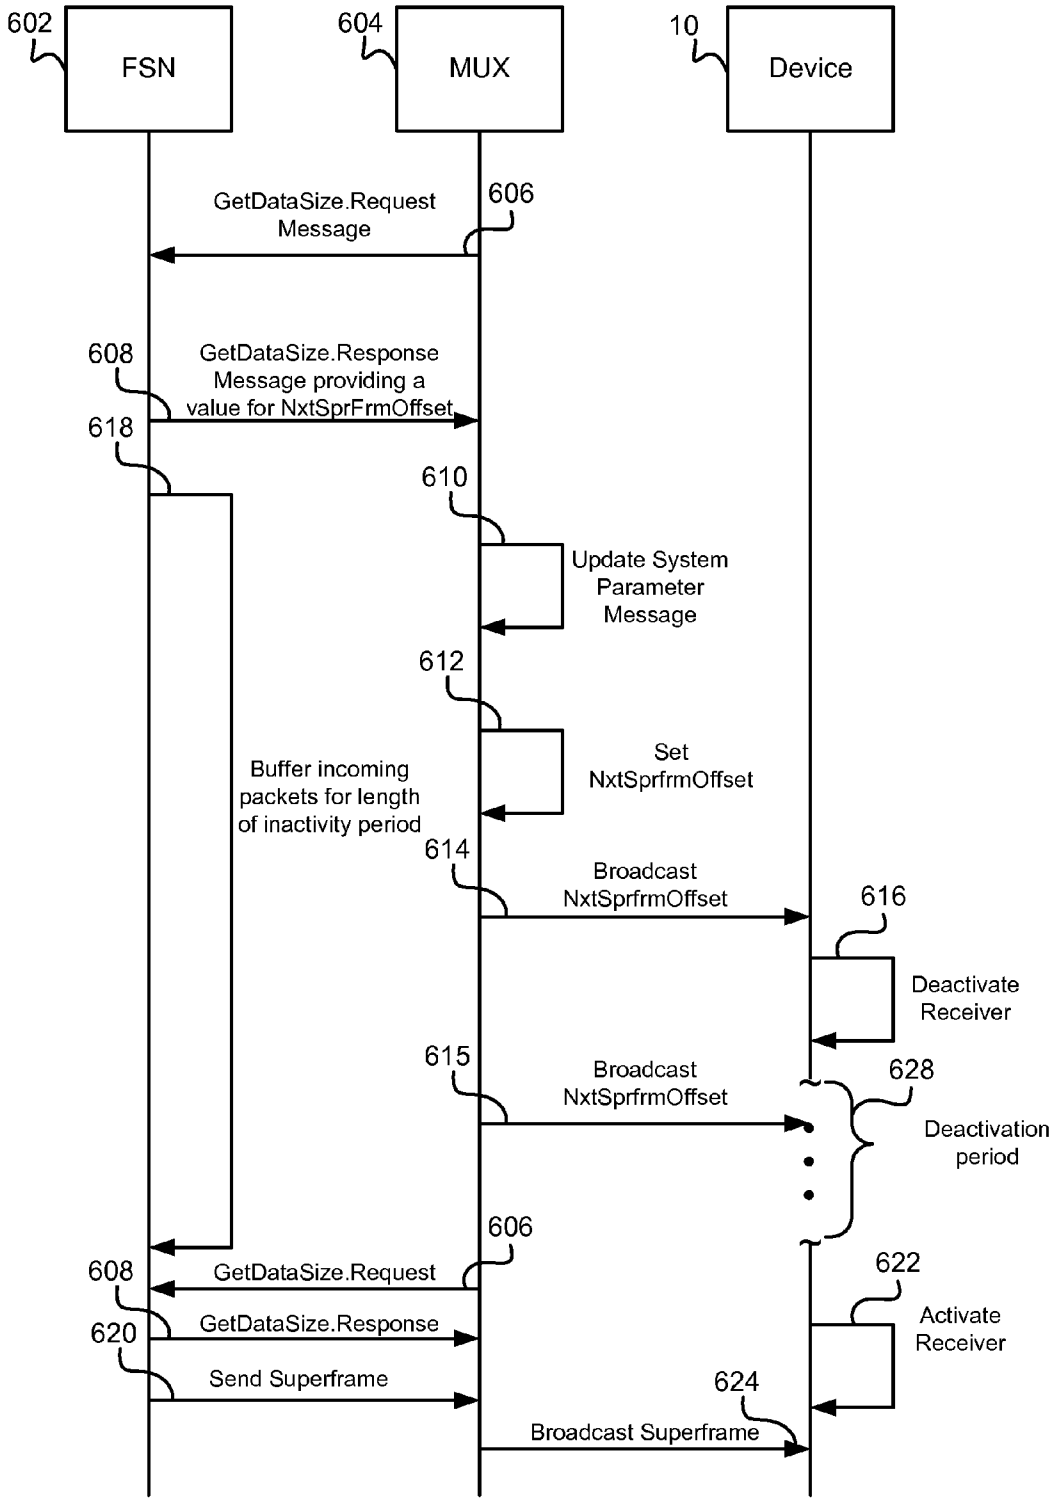 602
FSN
604
MUX
10
Device
GetDataSize.Request
Message
606
608
GetDataSize.Response
Message providing a
value for NxtSprFrmOffset
618
610
Update System
Parameter
Message
612
Set
NxtSprfrmOffset
Buffer incoming
packets for length
of inactivity period
614
Broadcast
NxtSprfrmOffset
616
Deactivate
Receiver
615
Broadcast
NxtSprfrmOffset
628
Deactivation
period
606
GetDataSize.Request
608
GetDataSize.Response
622
Activate
Receiver
620
Send Superframe
624
Broadcast Superframe